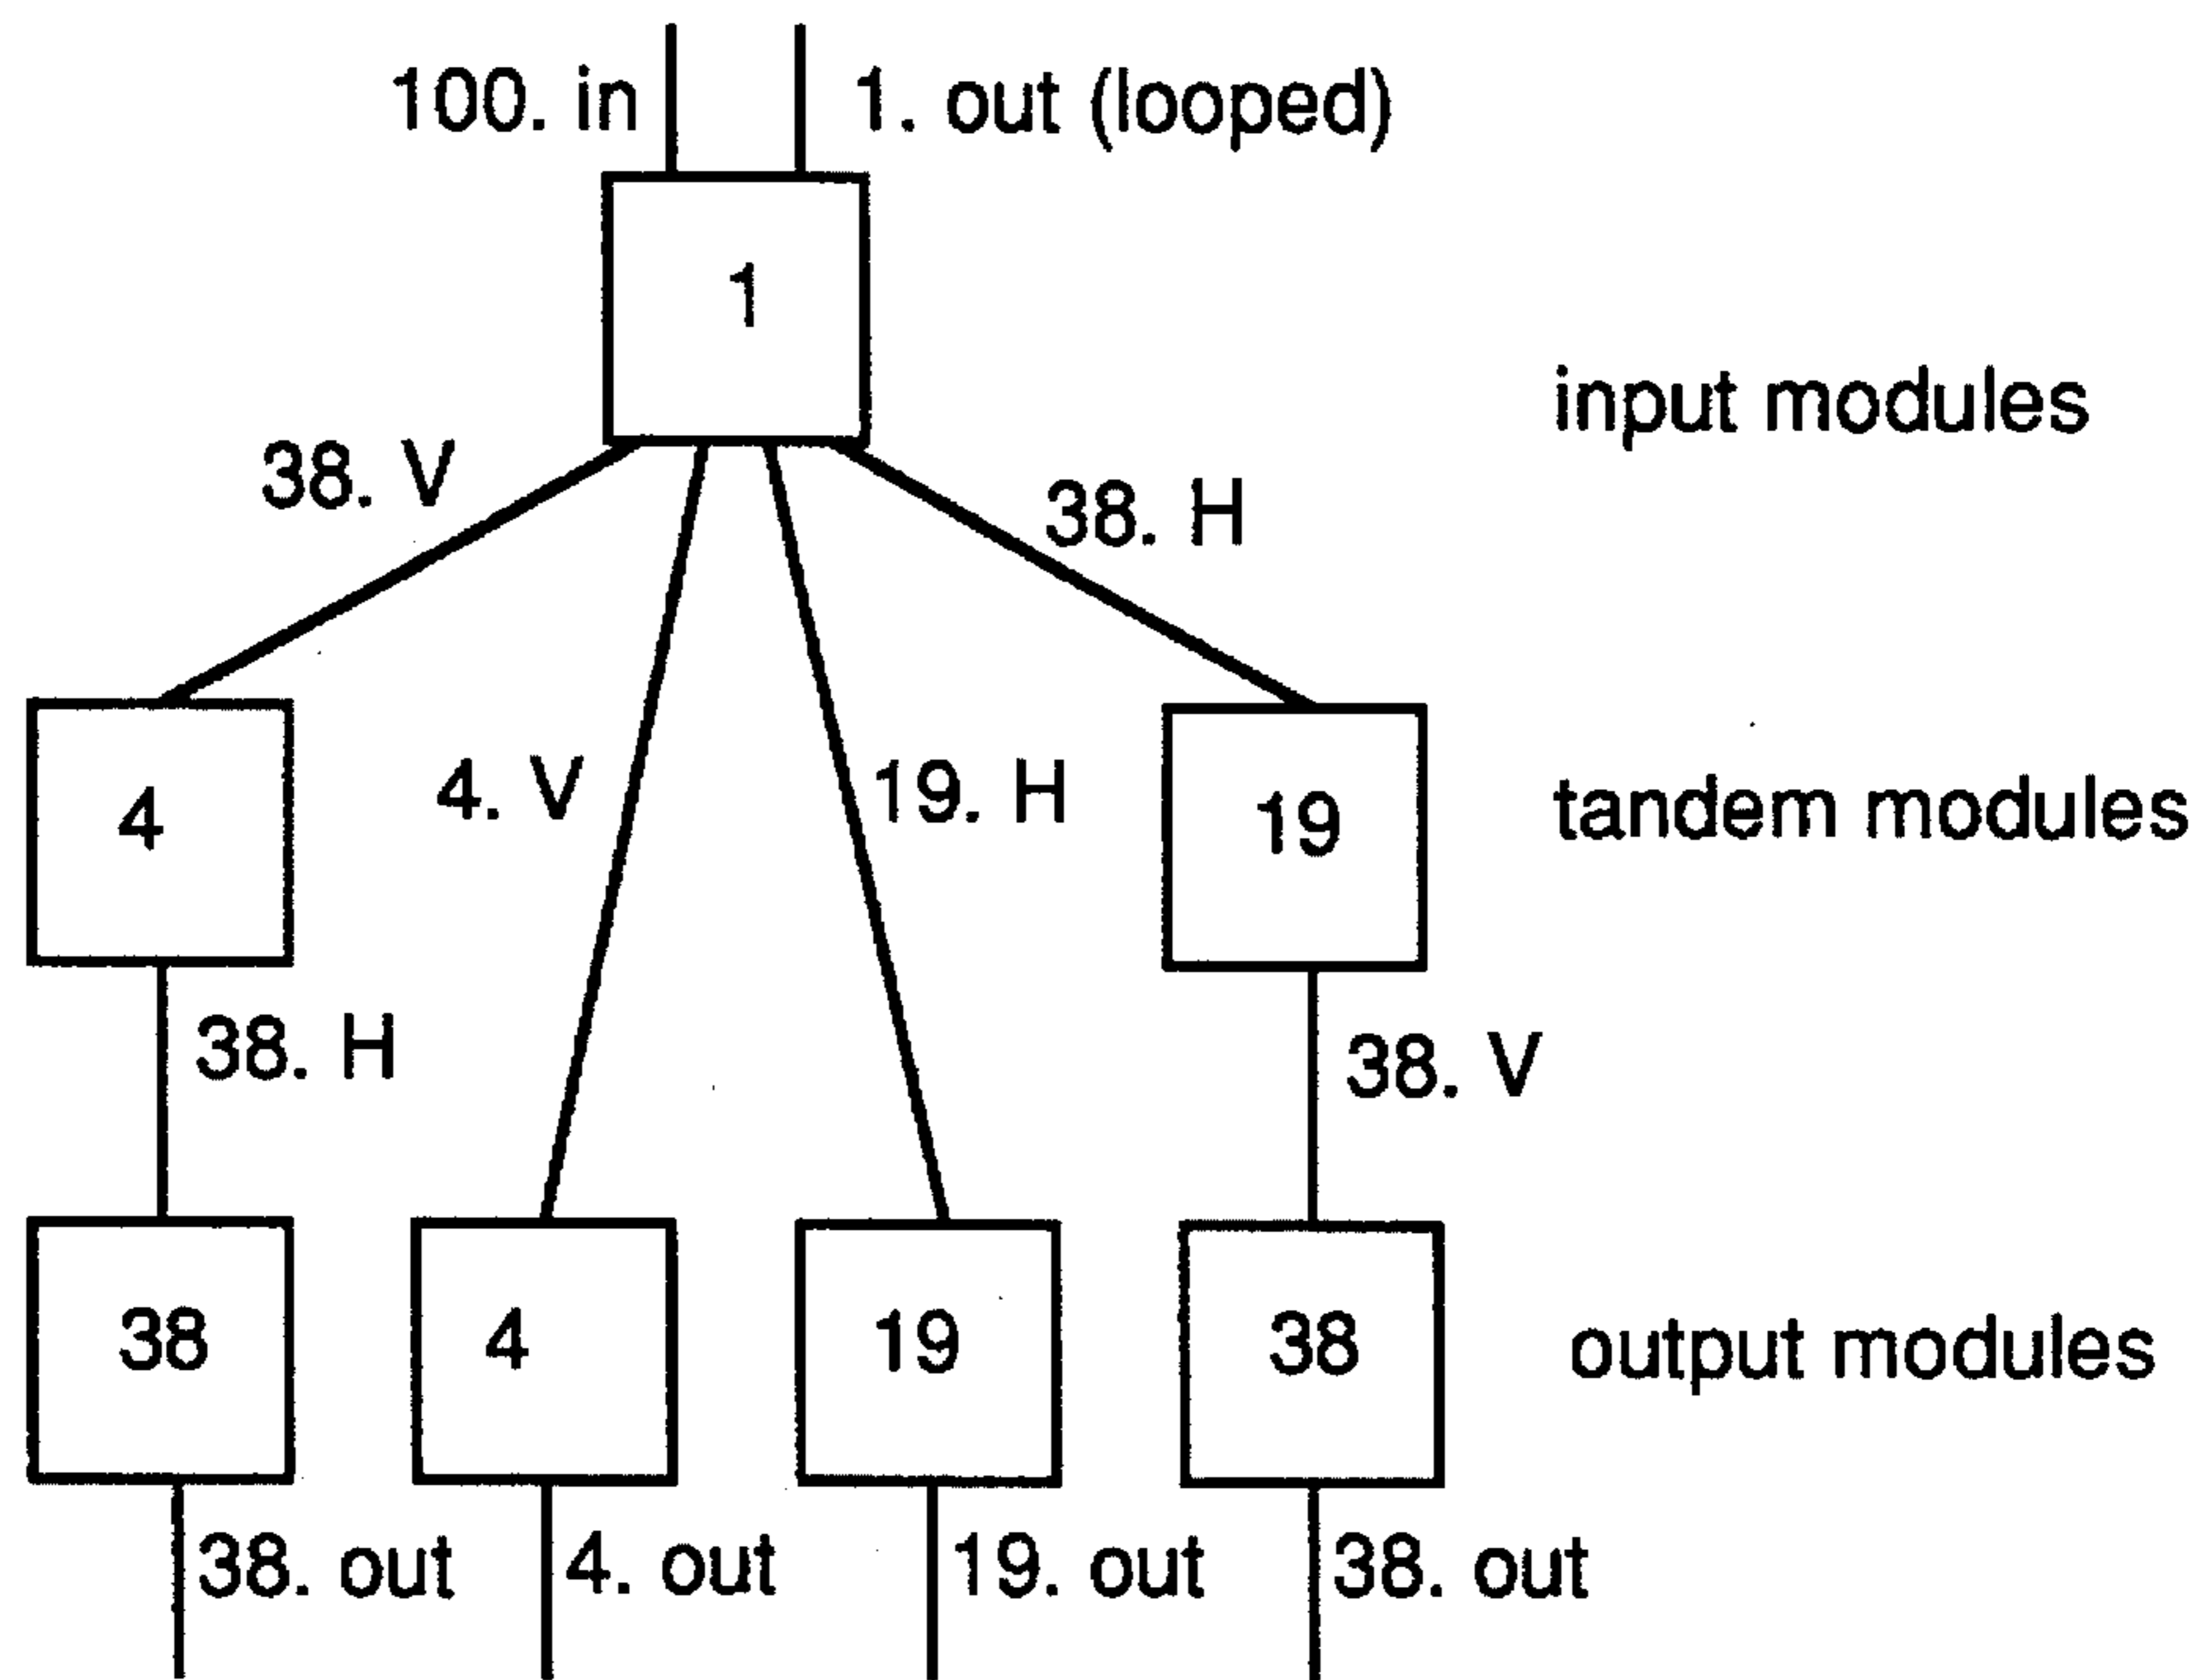 100. in
1. out (looped)
1
input modules
38. V
38. H
4
4. V
19. H
19
tandem modules
38. H
38. V
38
4
19
38
output modules
38. out
4. out
19. out
38. out